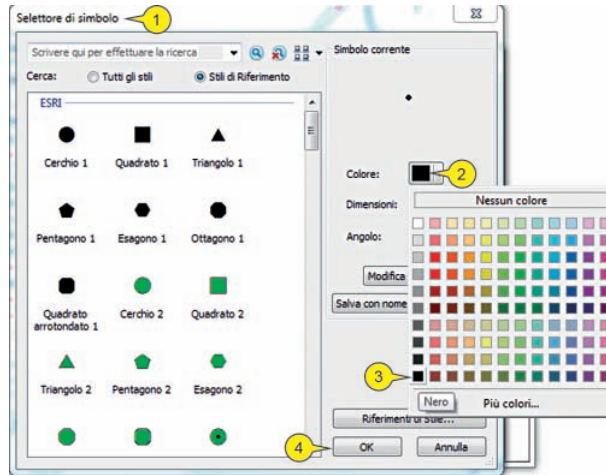 Selettore di simbolo
1
Scrivere qui per effettuare la ricerca
Cerca:
Tutti gli stili
Stili di Riferimento
ESRI
Cerchio 1
Quadrato 1
Triangolo 1
Pentagono 1
Esagono 1
Ottagono 1
Quadrato arrotondato 1
Cerchio 2
Quadrato 2
Triangolo 2
Pentagono 2
Esagono 2
Simbolo corrente
Colore:
2
Dimensioni:
Nessun colore
Angolo:
Modifica
Salva con nome
3
Nero
Più colori...
Riferimenti di Stile...
4
OK
Annulla